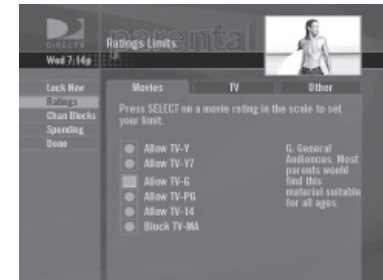 DIRECTV
parental
Ratings Limits
Wed 7:14p
Lock Now
Ratings
Chan Blocks
Spending
Done
Movies TV Other
Press SELECT on a movie rating in the scale to set
your limit.
Allow TV-Y
Allow TV-Y7
Allow TV-G
Allow TV-PG
Allow TV-14
Block TV-MA
G: General
Audiences. Most
parents would
find this
material suitable
for all ages.